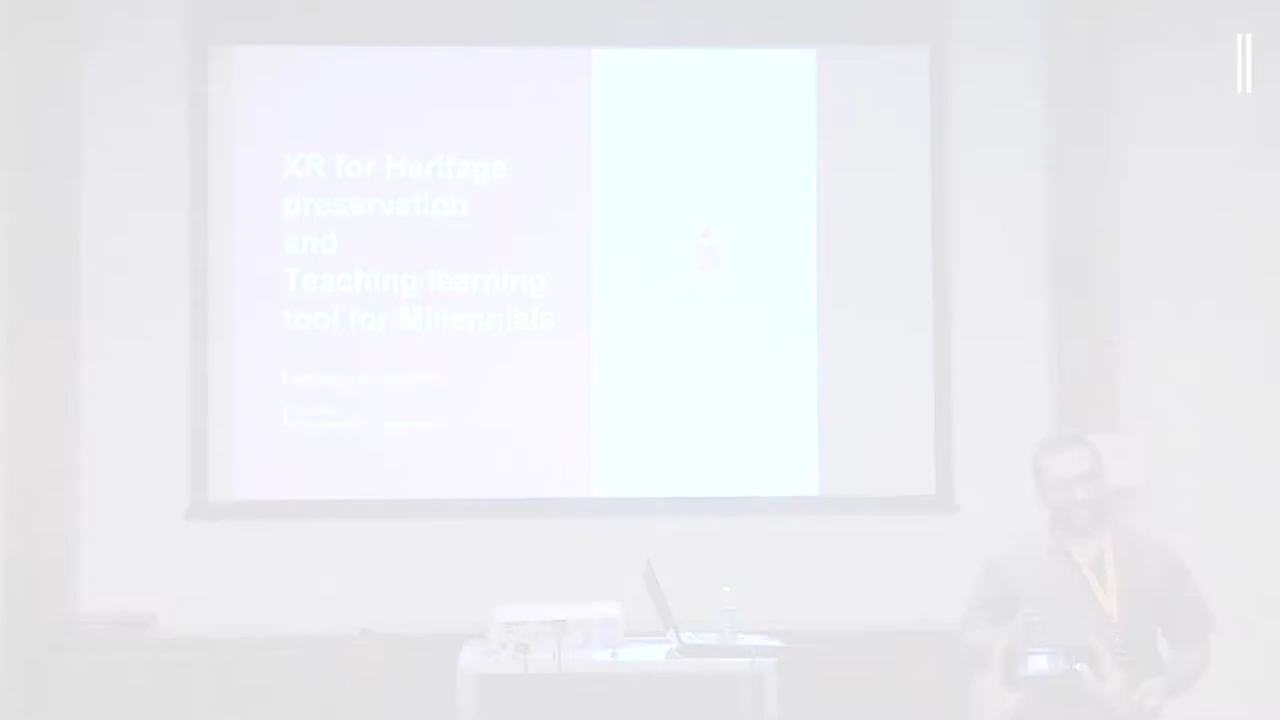 XR for Heritage
preservation
and
Teaching learning
tool for Millennials